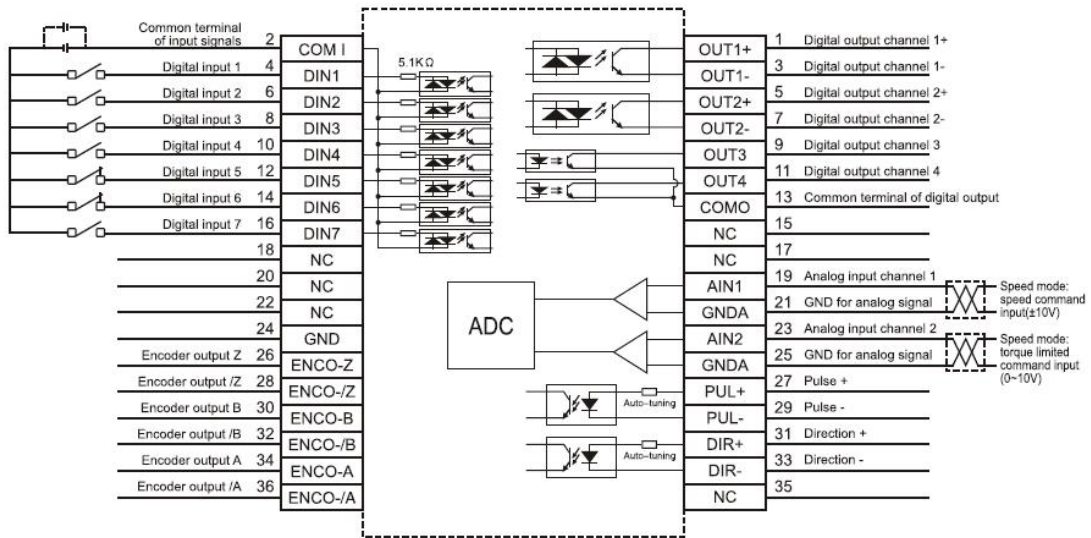 Common terminal
of input signals
2
COM I
Digital input 1
4
DIN1
Digital input 2
6
DIN2
Digital input 3
8
DIN3
Digital input 4
10
DIN4
Digital input 5
12
DIN5
Digital input 6
14
DIN6
Digital input 7
16
DIN7
18
NC
20
NC
22
NC
24
GND
Encoder output Z
26
ENCO-Z
Encoder output /Z
28
ENCO-/Z
Encoder output B
30
ENCO-B
Encoder output /B
32
ENCO-/B
Encoder output A
34
ENCO-A
Encoder output /A
36
ENCO-/A
5.1KΩ
ADC
Auto-tuning
Auto-tuning
OUT1+
1
Digital output channel 1+
OUT1-
3
Digital output channel 1-
OUT2+
5
Digital output channel 2+
OUT2-
7
Digital output channel 2-
OUT3
9
Digital output channel 3
OUT4
11
Digital output channel 4
COMO
13
Common terminal of digital output
NC
15
NC
17
AIN1
19
Analog input channel 1
GNDA
21
GND for analog signal
AIN2
23
Analog input channel 2
GNDA
25
GND for analog signal
PUL+
27
Pulse +
PUL-
29
Pulse -
DIR+
31
Direction +
DIR-
33
Direction -
NC
35
Speed mode:
speed command
input(±10V)
Speed mode:
torque limited
command input
(0~10V)